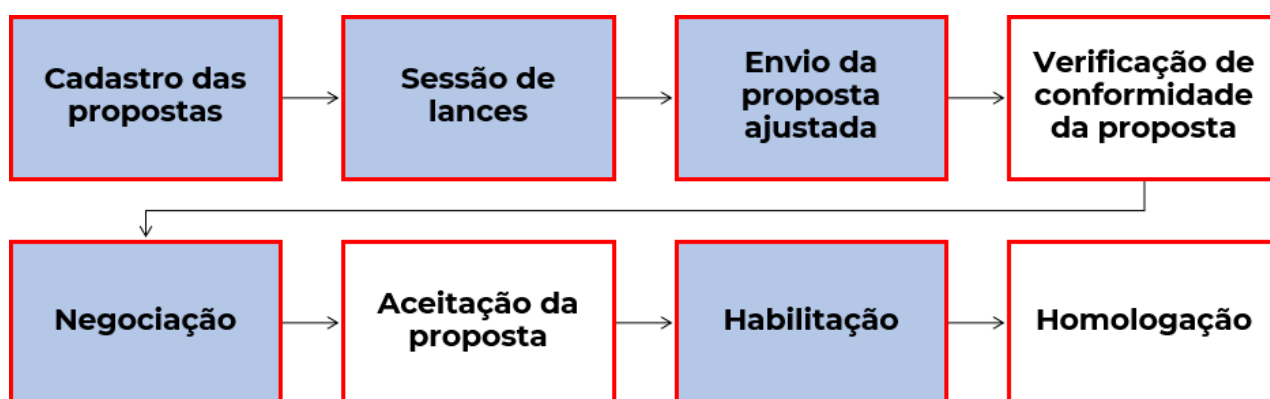 Cadastro das
propostas
Sessão de
lances
Envio da
proposta
ajustada
Verificação de
conformidade
da proposta
Negociação
Aceitação da
proposta
Habilitação
Homologação